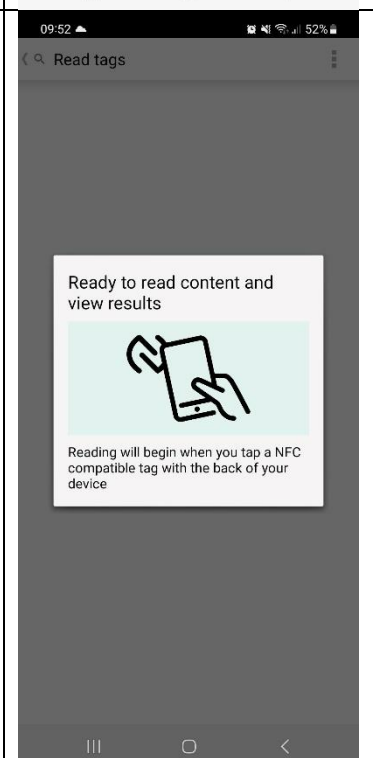 09:52 52%
Read tags
Ready to read content and
view results
Reading will begin when you tap a NFC
compatible tag with the back of your
device